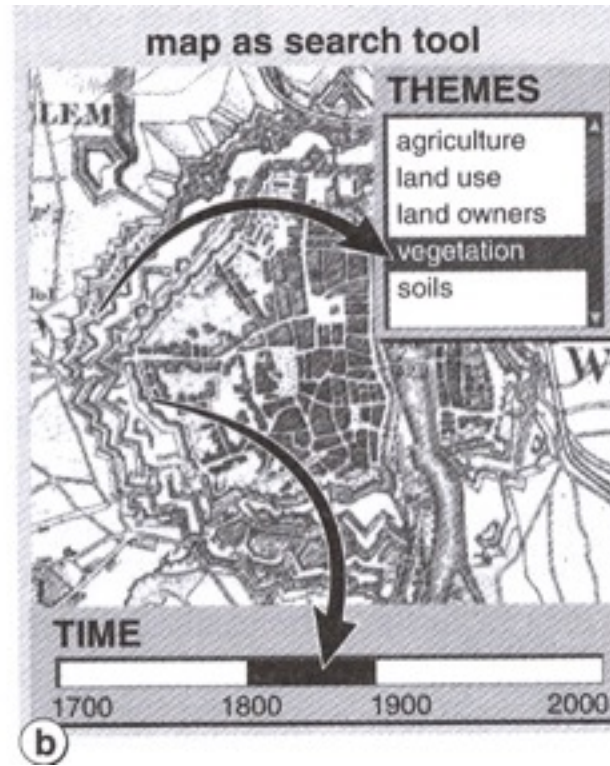 map as search tool
THEMES
LEM
agriculture
land use
land owners
vegetation
soils
W
TIME
1700 1800 1900 2000
b